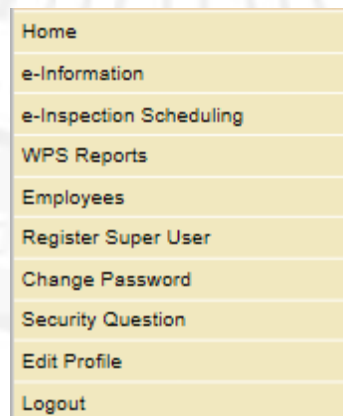 Home
e-Information
e-Inspection Scheduling
WPS Reports
Employees
Register Super User
Change Password
Security Question
Edit Profile
Logout